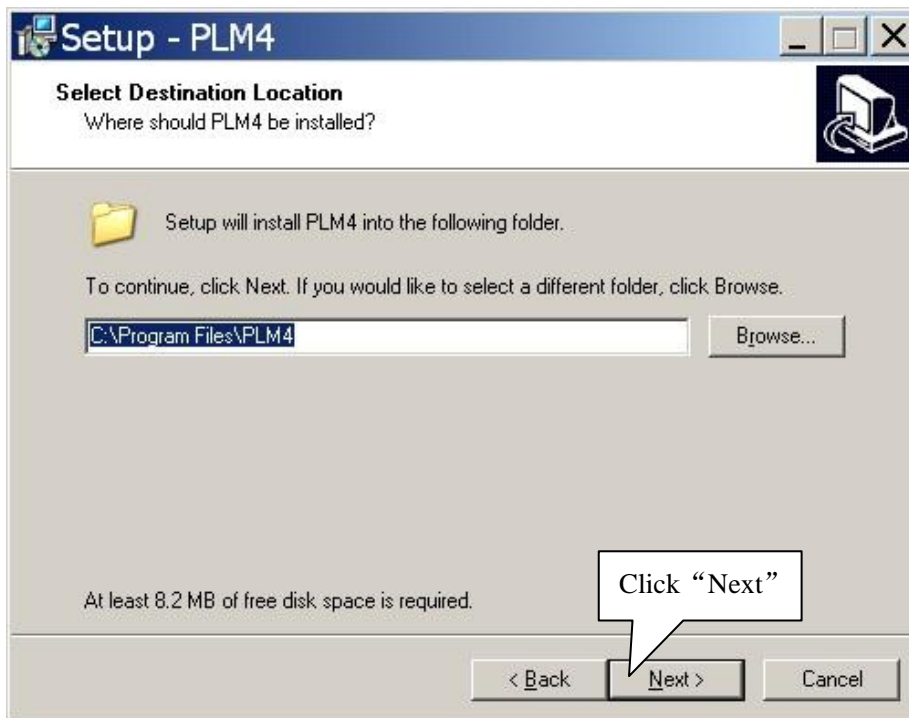 Setup - PLM4
Select Destination Location
Where should PLM4 be installed?
Setup will install PLM4 into the following folder.
To continue, click Next. If you would like to select a different folder, click Browse.
C:\Program Files\PLM4
Browse...
At least 8.2 MB of free disk space is required.
Click “Next”
< Back
Next >
Cancel